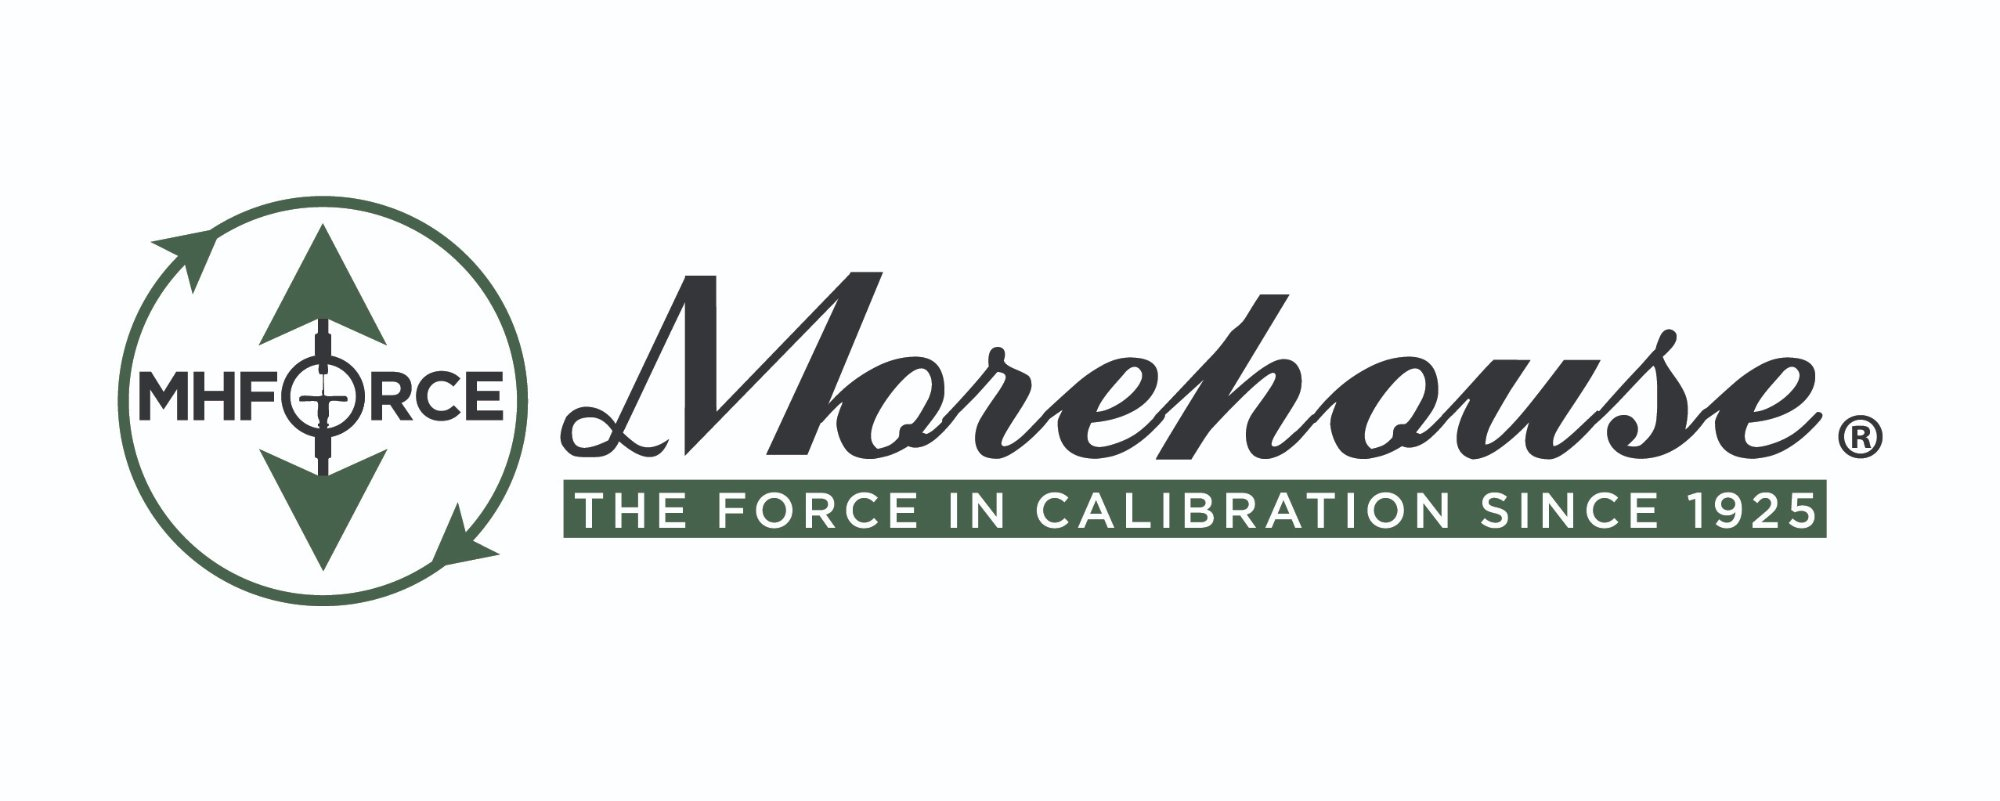 MHFORCE
Morehouse®
THE FORCE IN CALIBRATION SINCE 1925